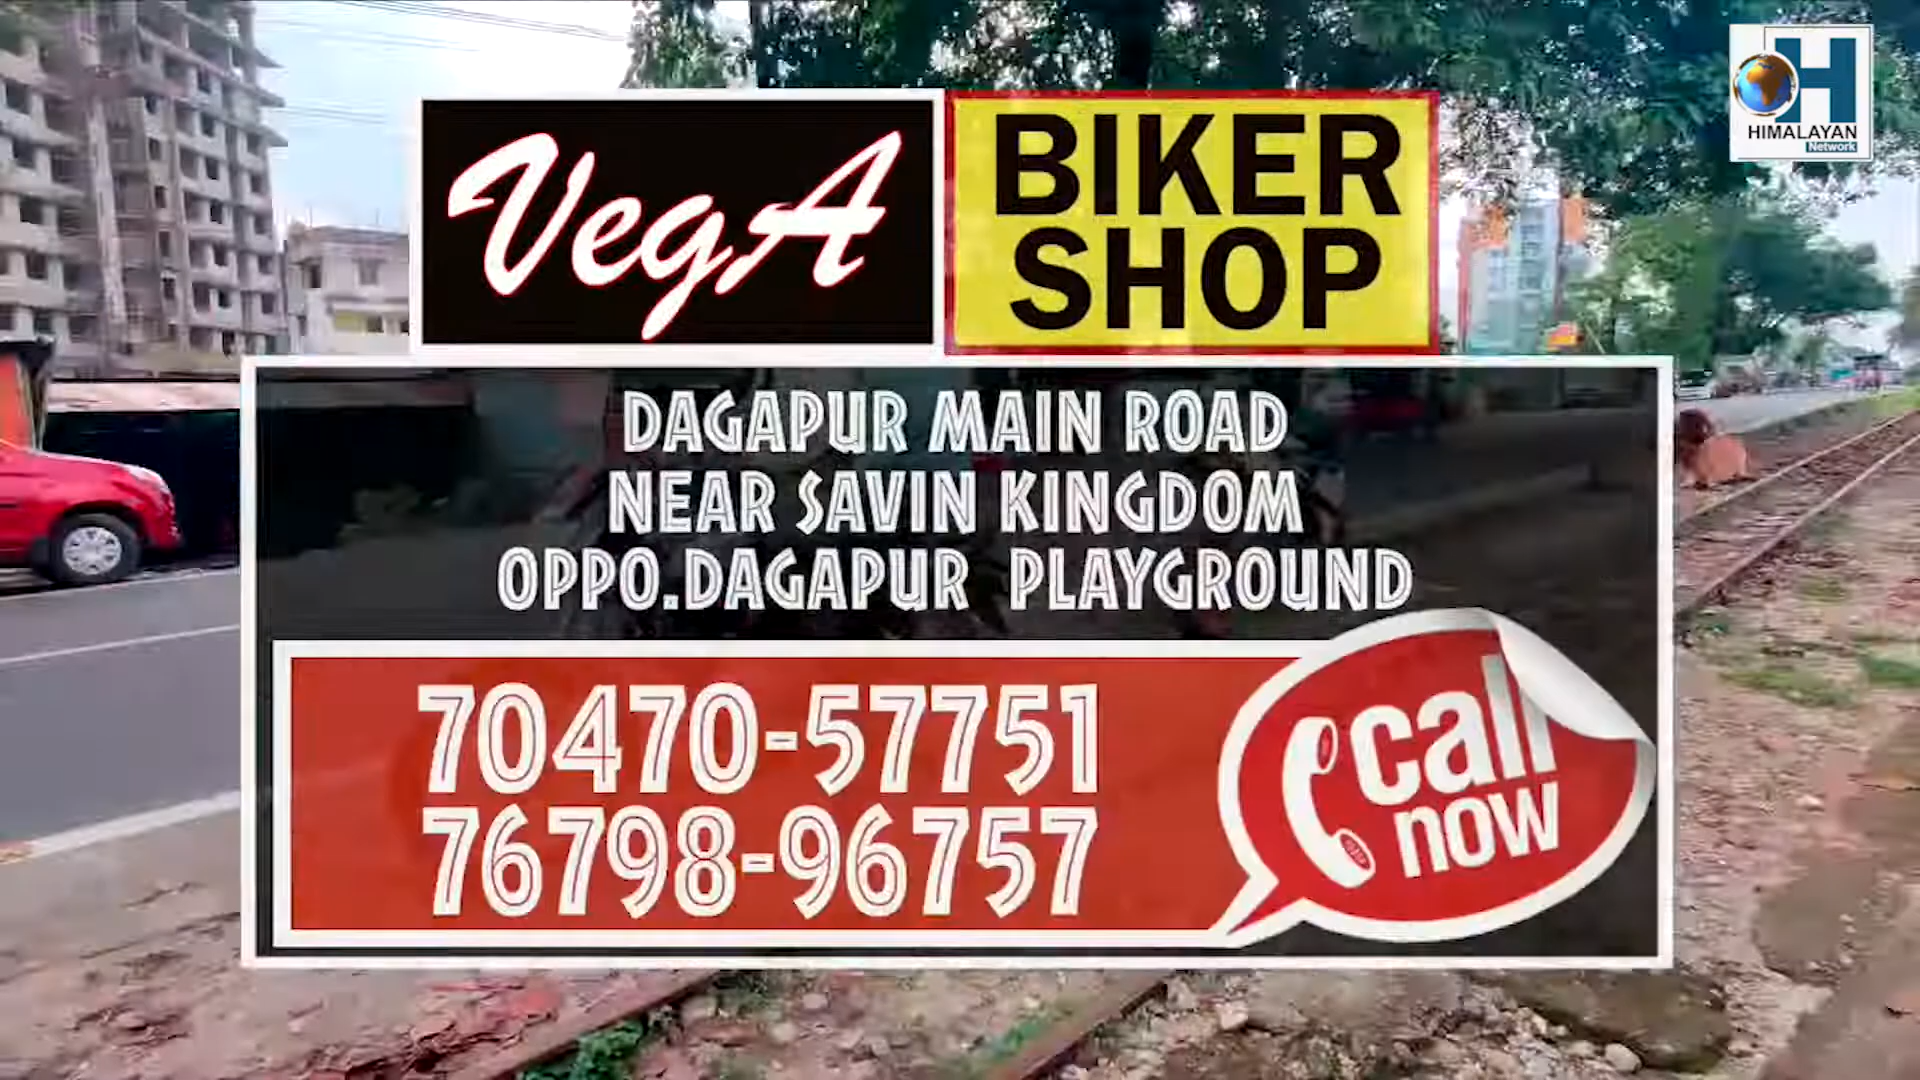 VegA
BIKER
SHOP
H
HIMALAYAN
Network
DAGAPUR MAIN ROAD
NEAR SAVIN KINGDOM
OPPO.DAGAPUR PLAYGROUND
70470-57751
76798-96757
call
now